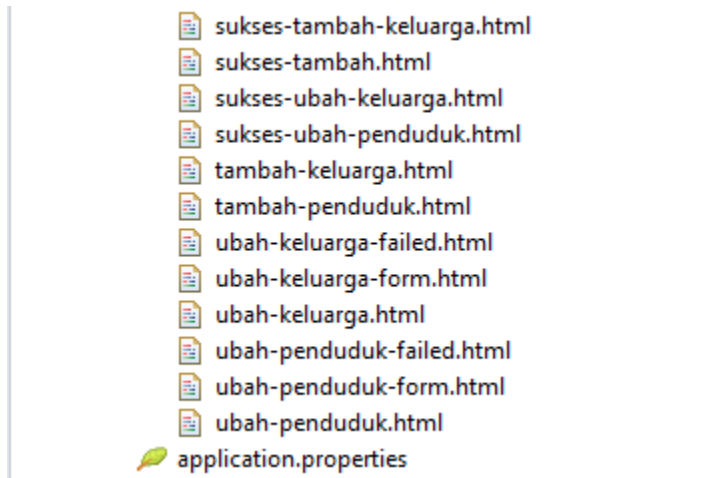 sukses-tambah-keluarga.html
sukses-tambah.html
sukses-ubah-keluarga.html
sukses-ubah-penduduk.html
tambah-keluarga.html
tambah-penduduk.html
ubah-keluarga-failed.html
ubah-keluarga-form.html
ubah-keluarga.html
ubah-penduduk-failed.html
ubah-penduduk-form.html
ubah-penduduk.html
application.properties